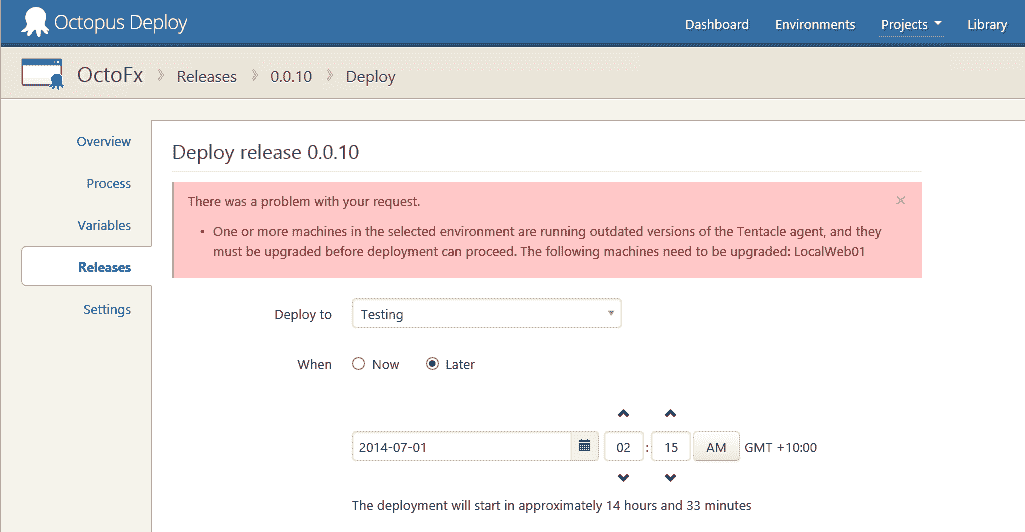 Octopus Deploy
Dashboard Environments Projects Library
OctoFx » Releases » 0.0.10 » Deploy
Overview
Process
Variables
Releases
Settings
Deploy release 0.0.10
There was a problem with your request. ×
• One or more machines in the selected environment are running outdated versions of the Tentacle agent, and they
must be upgraded before deployment can proceed. The following machines need to be upgraded: LocalWeb01
Deploy to Testing
When Now Later
2014-07-01 02 : 15 AM GMT +10:00
The deployment will start in approximately 14 hours and 33 minutes